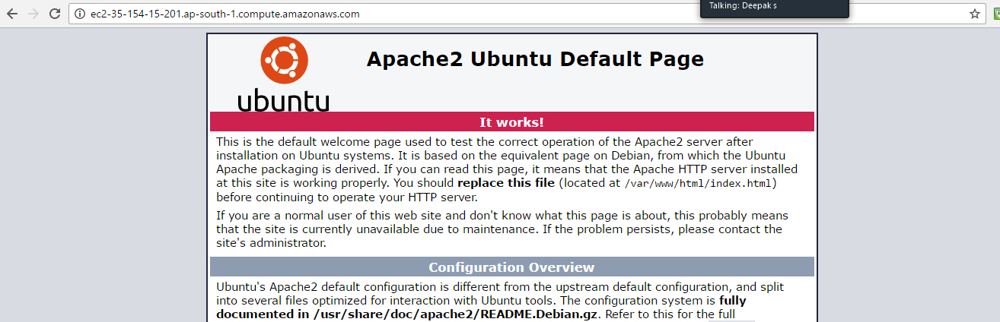 Talking: Deepak s
ec2-35-154-15-201.ap-south-1.compute.amazonaws.com
Apache2 Ubuntu Default Page
ubuntu
It works!
This is the default welcome page used to test the correct operation of the Apache2 server after
installation on Ubuntu systems. It is based on the equivalent page on Debian, from which the Ubuntu
Apache packaging is derived. If you can read this page, it means that the Apache HTTP server installed
at this site is working properly. You should replace this file (located at /var/www/html/index.html)
before continuing to operate your HTTP server.
If you are a normal user of this web site and don't know what this page is about, this probably means
that the site is currently unavailable due to maintenance. If the problem persists, please contact the
site's administrator.
Configuration Overview
Ubuntu's Apache2 default configuration is different from the upstream default configuration, and split
into several files optimized for interaction with Ubuntu tools. The configuration system is fully
documented in /usr/share/doc/apache2/README.Debian.gz. Refer to this for the full